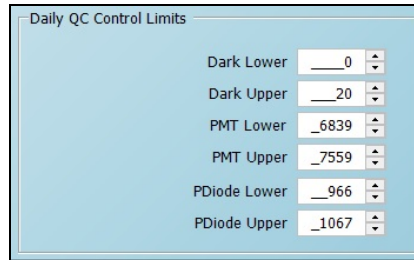 Daily QC Control Limits
Dark Lower ____0
Dark Upper ___20
PMT Lower _6839
PMT Upper _7559
PDiode Lower __966
PDiode Upper _1067